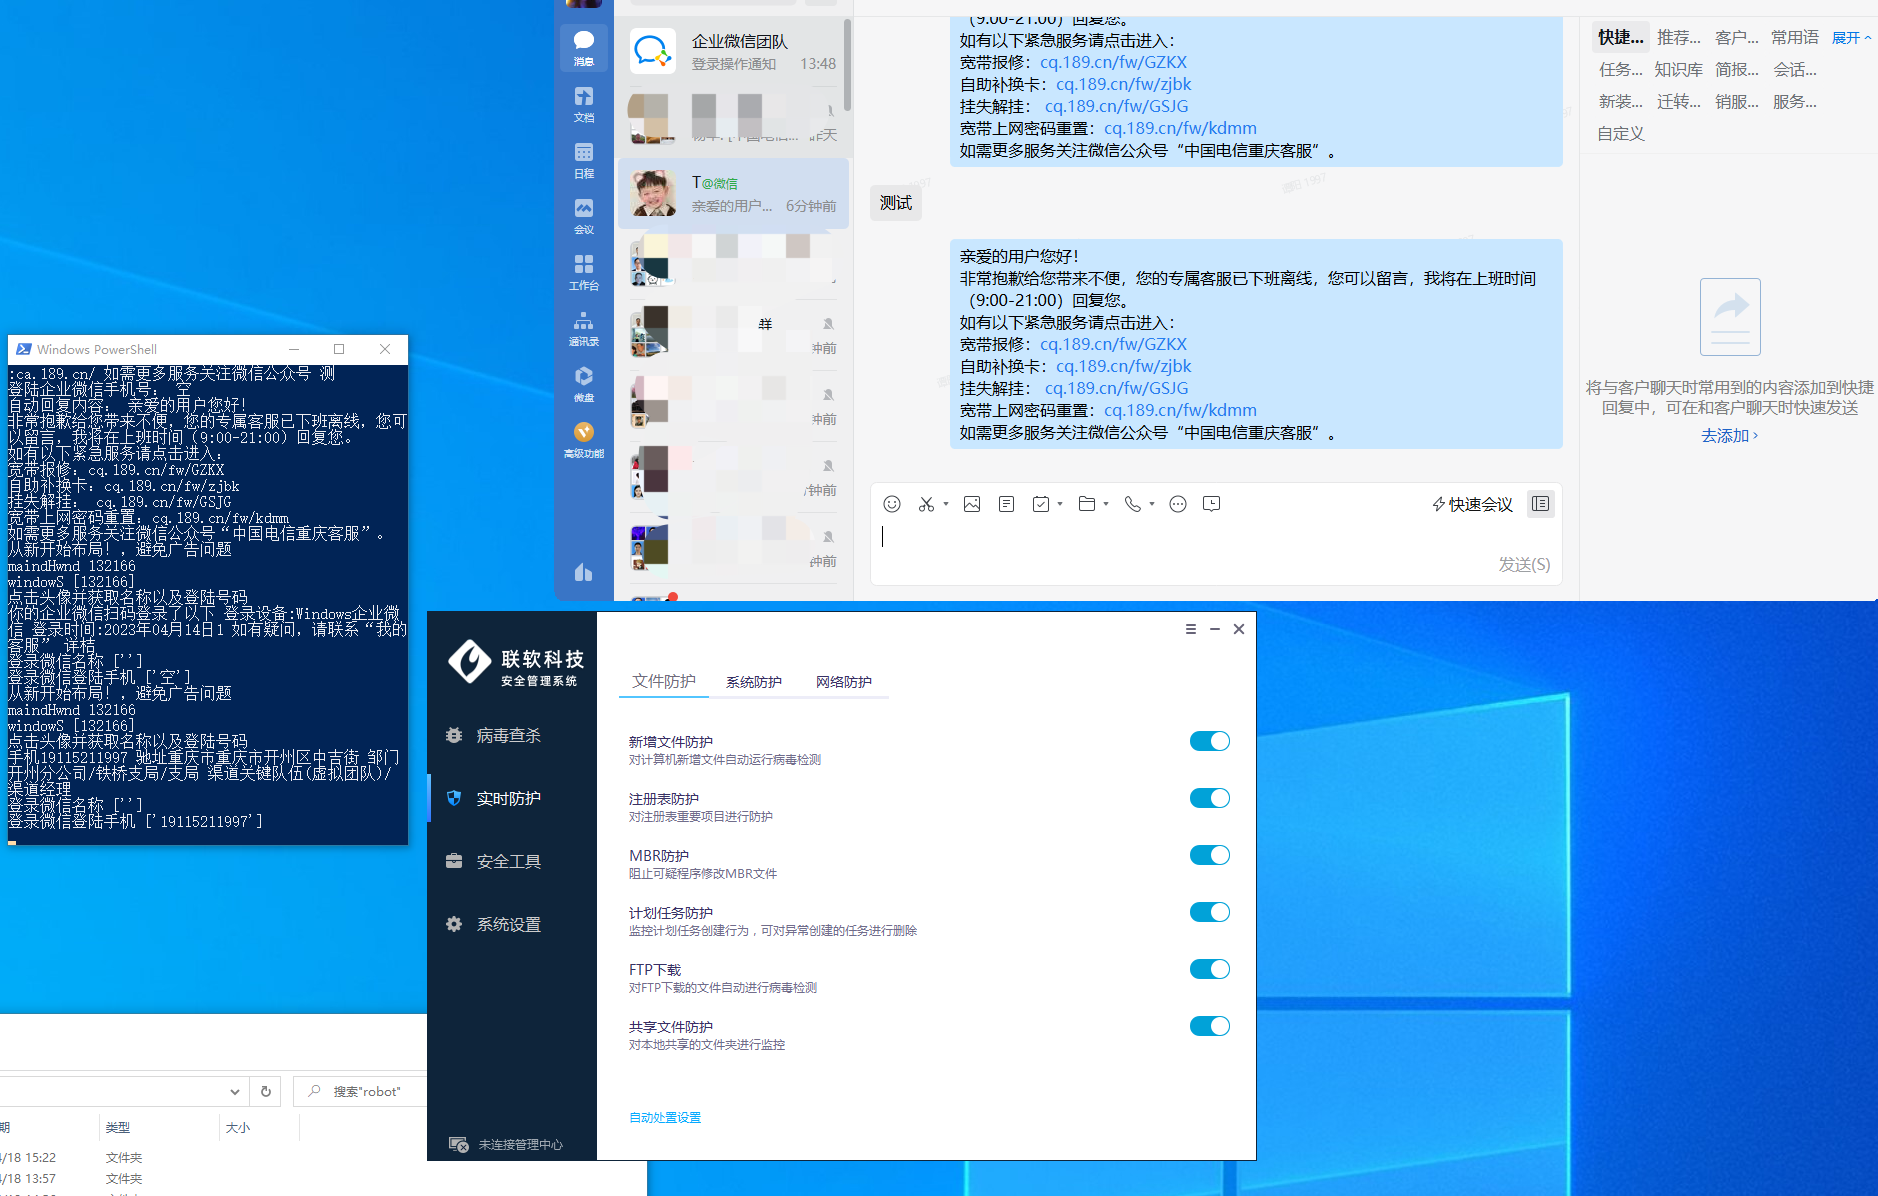 消息
文档
日程
会议
工作台
通讯录
微盘
高级功能
企业微信团队
登录操作通知 13:48
昨天
T@微信
亲爱的用户... 6分钟前
样
钟前
钟前
钟前
钟前
（9:00-21:00）回复您。
如有以下紧急服务请点击进入：
宽带报修：cq.189.cn/fw/GZKX
自助补换卡：cq.189.cn/fw/zjbk
挂失解挂： cq.189.cn/fw/GSJG
宽带上网密码重置：cq.189.cn/fw/kdmm
如需更多服务关注微信公众号“中国电信重庆客服”。
测试
亲爱的用户您好！
非常抱歉给您带来不便，您的专属客服已下班离线，您可以留言，我将在上班时间
（9:00-21:00）回复您。
如有以下紧急服务请点击进入：
宽带报修：cq.189.cn/fw/GZKX
自助补换卡：cq.189.cn/fw/zjbk
挂失解挂： cq.189.cn/fw/GSJG
宽带上网密码重置：cq.189.cn/fw/kdmm
如需更多服务关注微信公众号“中国电信重庆客服”。
快速会议
发送(S)
快捷... 推荐... 客户... 常用语 展开
任务... 知识库 简报... 会话...
新装... 迁转... 销服... 服务...
自定义
将与客户聊天时常用到的内容添加到快捷
回复中，可在和客户聊天时快速发送
去添加
Windows PowerShell
:ca.189.cn/ 如需更多服务关注微信公众号 测
登陆企业微信手机号： 空
自动回复内容： 亲爱的用户您好！
非常抱歉给您带来不便，您的专属客服已下班离线，您可
以留言，我将在上班时间（9:00-21:00）回复您。
如有以下紧急服务请点击进入：
宽带报修：cq.189.cn/fw/GZKX
自助补换卡：cq.189.cn/fw/zjbk
挂失解挂： cq.189.cn/fw/GSJG
宽带上网密码重置：cq.189.cn/fw/kdmm
如需更多服务关注微信公众号“中国电信重庆客服”。
从新开始布局！，避免广告问题
maindHwnd 132166
windowS [132166]
点击头像并获取名称以及登陆号码
你的企业微信扫码登录了以下 登录设备:Windows企业微
信 登录时间:2023年04月14日1 如有疑问，请联系“我的
客服” 详桔
登录微信名称 ['']
登录微信登陆手机 ['空']
从新开始布局！，避免广告问题
maindHwnd 132166
windowS [132166]
点击头像并获取名称以及登陆号码
手机19115211997 驰址重庆市重庆市开州区中吉街 邹门
开州分公司/铁桥支局/支局 渠道关键队伍(虚拟团队)/
渠道经理
登录微信名称 ['']
登录微信登陆手机 ['19115211997']
联软科技
安全管理系统
病毒查杀
实时防护
安全工具
系统设置
未连接管理中心
文件防护 系统防护 网络防护
新增文件防护
对计算机新增文件自动运行病毒检测
注册表防护
对注册表重要项目进行防护
MBR防护
阻止可疑程序修改MBR文件
计划任务防护
监控计划任务创建行为，可对异常创建的任务进行删除
FTP下载
对FTP下载的文件自动进行病毒检测
共享文件防护
对本地共享的文件夹进行监控
自动处置设置
搜索"robot"
期 类型 大小
/18 15:22 文件夹
/18 13:57 文件夹